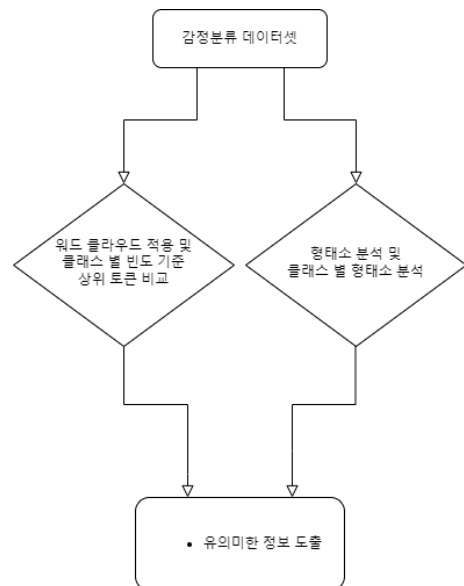 감정분류 데이터셋
워드 클라우드 적용 및
클래스 별 빈도 기준
상위 토큰 비교
형태소 분석 및
클래스 별 형태소 분석
• 유의미한 정보 도출